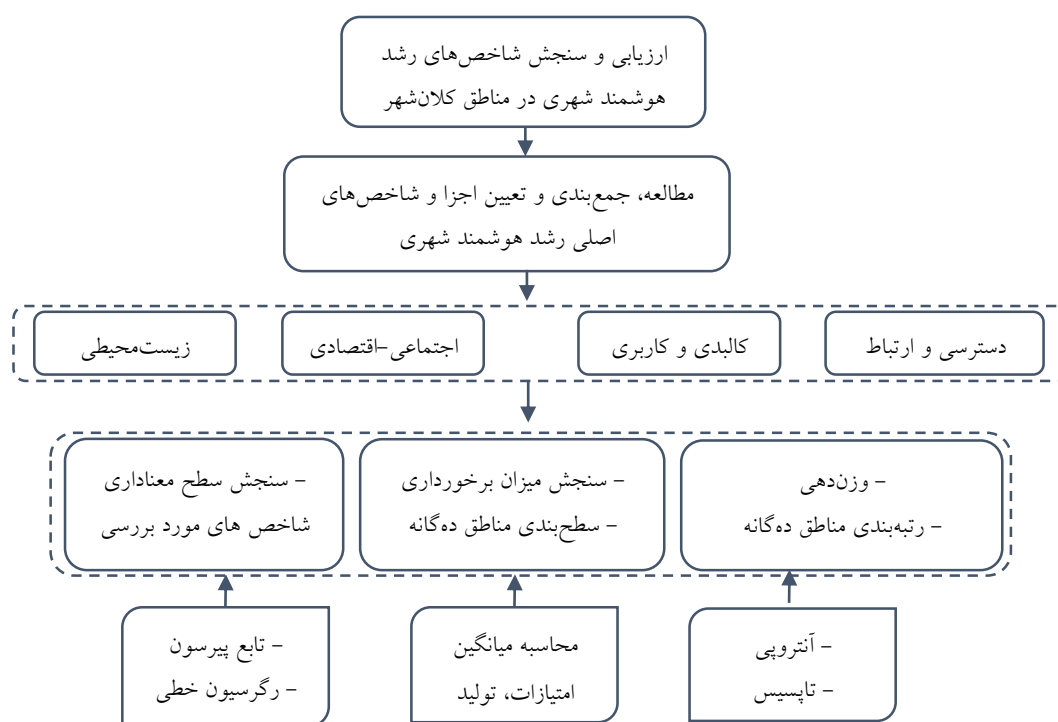 ارزیابی و سنجش شاخص‌های رشد
هوشمند شهری در مناطق کلان‌شهر
مطالعه، جمع‌بندی و تعیین اجزا و شاخص‌های
اصلی رشد هوشمند شهری
دسترسی و ارتباط
کالبدی و کاربری
اجتماعی-اقتصادی
زیست‌محیطی
- وزن‌دهی
- رتبه‌بندی مناطق ده‌گانه
- سنجش میزان برخورداری
- سطح‌بندی مناطق ده‌گانه
- سنجش سطح معناداری
شاخص های مورد بررسی
- آنتروپی
- تاپسیس
محاسبه میانگین
امتیازات، تولید
- تابع پیرسون
- رگرسیون خطی